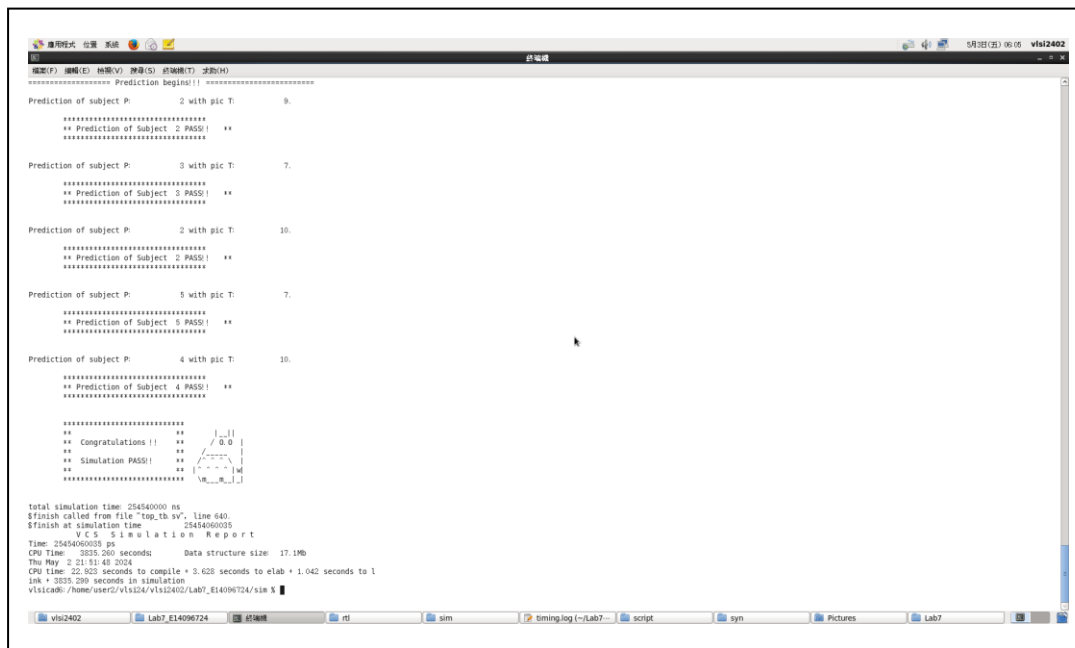 應用程式 位置 系統 5月3日(五) 06:05 vlsi2402
終端機
檔案(F) 編輯(E) 檢視(V) 搜尋(S) 終端機(T) 求助(H)
=================== Prediction begins!!! =========================
Prediction of subject P: 2 with pic T: 9.
*********************************
** Prediction of Subject 2 PASS!! **
*********************************
Prediction of subject P: 3 with pic T: 7.
*********************************
** Prediction of Subject 3 PASS!! **
*********************************
Prediction of subject P: 2 with pic T: 10.
*********************************
** Prediction of Subject 2 PASS!! **
*********************************
Prediction of subject P: 5 with pic T: 7.
*********************************
** Prediction of Subject 5 PASS!! **
*********************************
Prediction of subject P: 4 with pic T: 10.
*********************************
** Prediction of Subject 4 PASS!! **
*********************************
****************************
** ** |__||
** Congratulations !! ** / O.O |
** ** /_____ |
** Simulation PASS!! ** /^ ^ ^ \ |
** ** |^ ^ ^ ^ |w|
**************************** \m___m__|_|
total simulation time: 254540000 ns
$finish called from file "top_tb.sv", line 640.
$finish at simulation time 25454060035
V C S S i m u l a t i o n R e p o r t
Time: 25454060035 ps
CPU Time: 3835.260 seconds; Data structure size: 17.1Mb
Thu May 2 21:51:48 2024
CPU time: 22.923 seconds to compile + 3.628 seconds to elab + 1.042 seconds to l
ink + 3835.299 seconds in simulation
vlsicad6:/home/user2/vlsi24/vlsi2402/Lab7_E14096724/sim %
vlsi2402 Lab7_E14096724 終端機 rtl sim timing.log (~/Lab7··· script syn Pictures Lab7